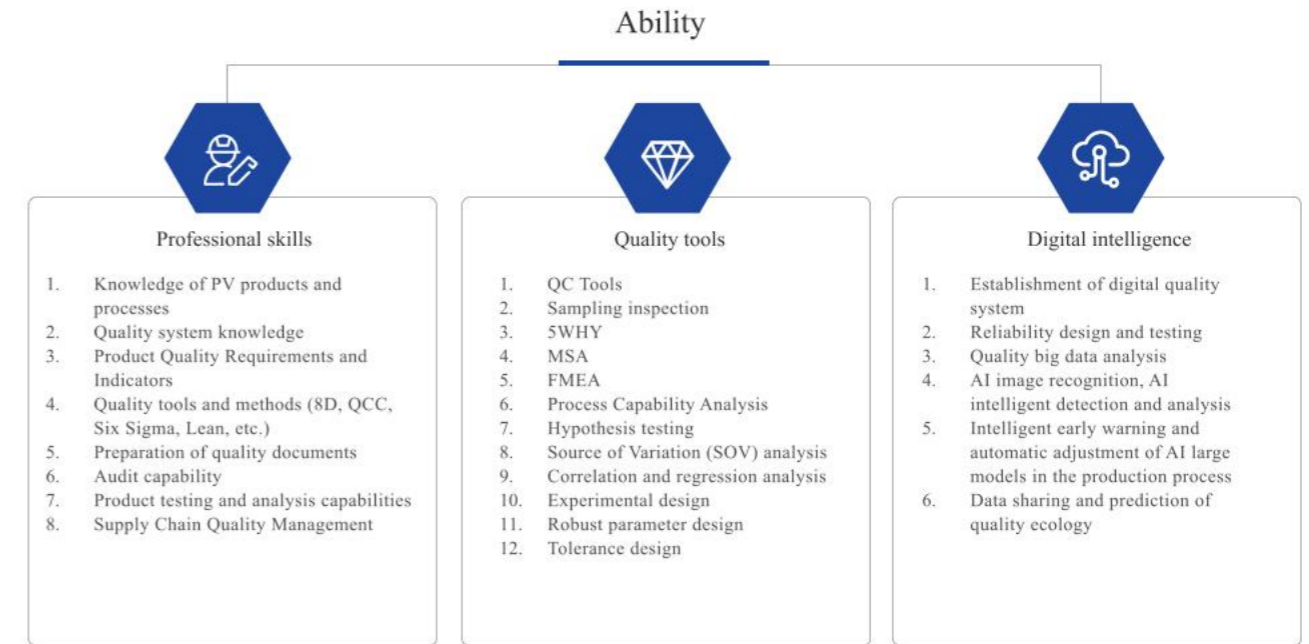 Ability
Professional skills
1. Knowledge of PV products and
processes
2. Quality system knowledge
3. Product Quality Requirements and
Indicators
4. Quality tools and methods (8D, QCC,
Six Sigma, Lean, etc.)
5. Preparation of quality documents
6. Audit capability
7. Product testing and analysis capabilities
8. Supply Chain Quality Management
Quality tools
1. QC Tools
2. Sampling inspection
3. 5WHY
4. MSA
5. FMEA
6. Process Capability Analysis
7. Hypothesis testing
8. Source of Variation (SOV) analysis
9. Correlation and regression analysis
10. Experimental design
11. Robust parameter design
12. Tolerance design
Digital intelligence
1. Establishment of digital quality
system
2. Reliability design and testing
3. Quality big data analysis
4. AI image recognition, AI
intelligent detection and analysis
5. Intelligent early warning and
automatic adjustment of AI large
models in the production process
6. Data sharing and prediction of
quality ecology